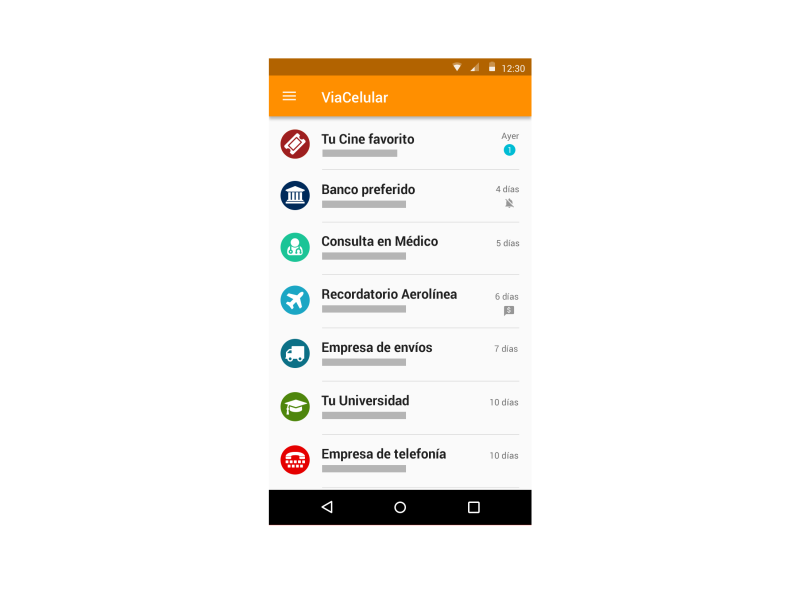 12:30
ViaCelular
Tu Cine favorito
Ayer
1
Banco preferido
4 días
Consulta en Médico
5 días
Recordatorio Aerolínea
6 días
$
Empresa de envíos
7 días
Tu Universidad
10 días
Empresa de telefonía
10 días